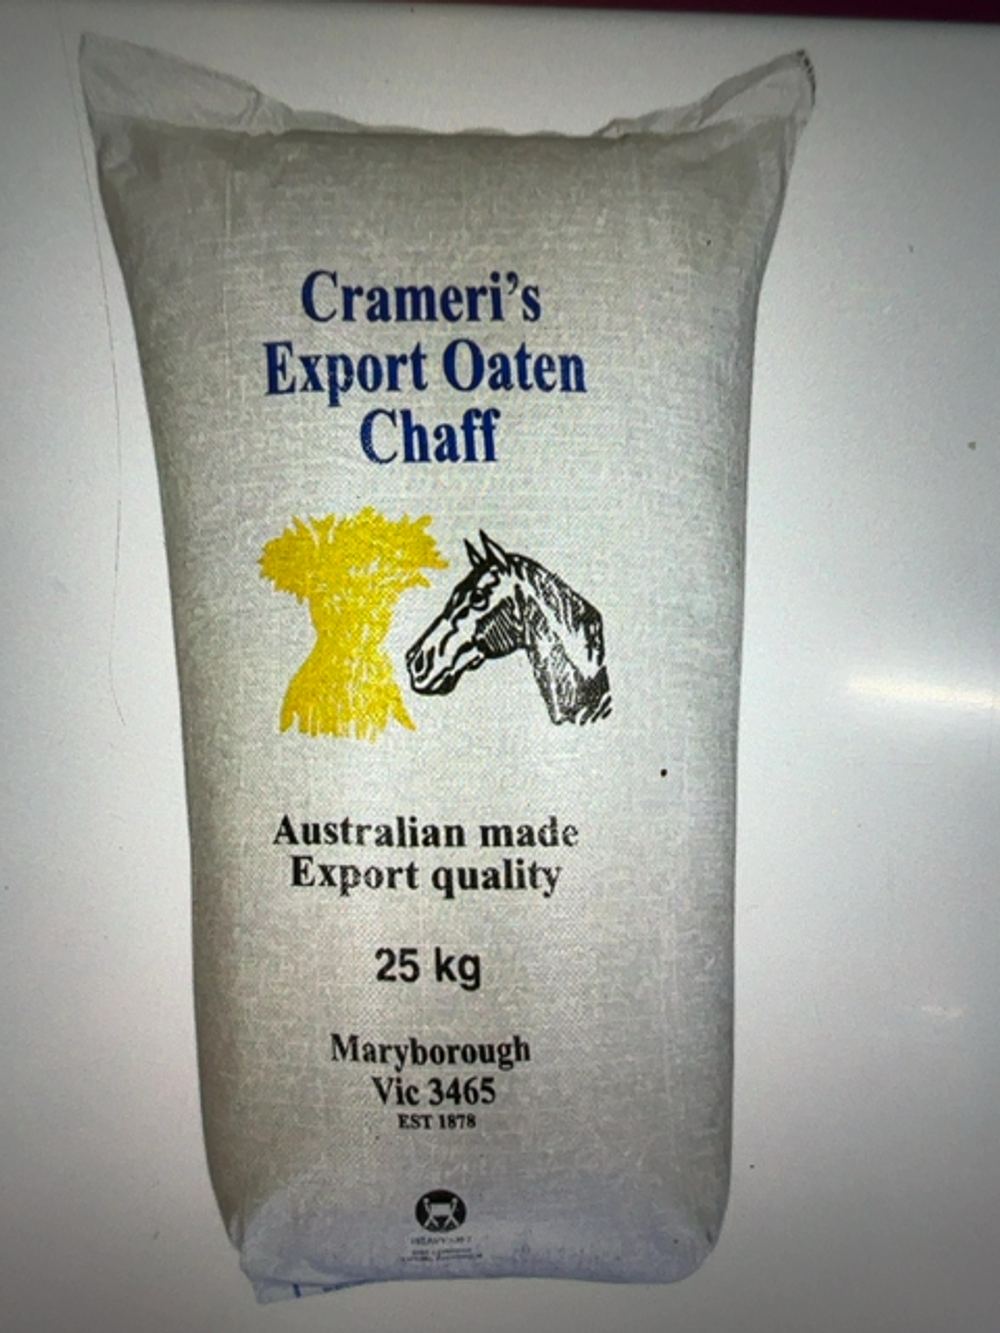 Crameri's
Export Oaten
Chaff
Australian made
Export quality
25 kg
Maryborough
Vic 3465
EST 1878